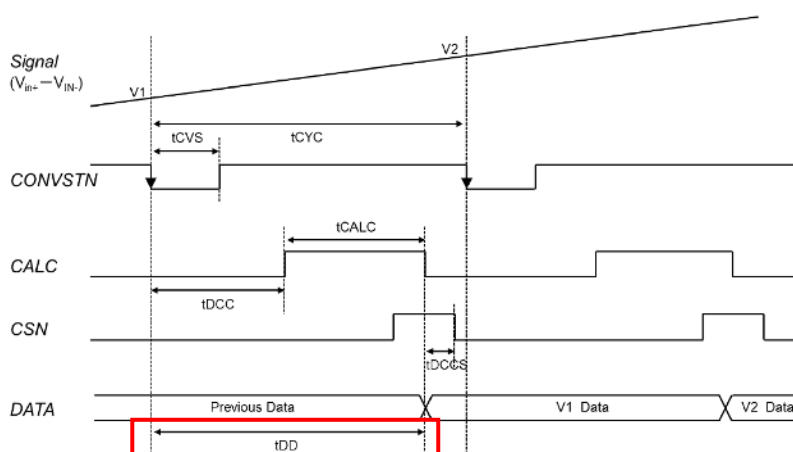 Signal
(Vin+—VIN-)
V1
V2
tCVS
tCYC
CONVSTN
tCALC
CALC
tDCC
CSN
tDCCS
DATA
Previous Data
V1 Data
V2 Data
tDD